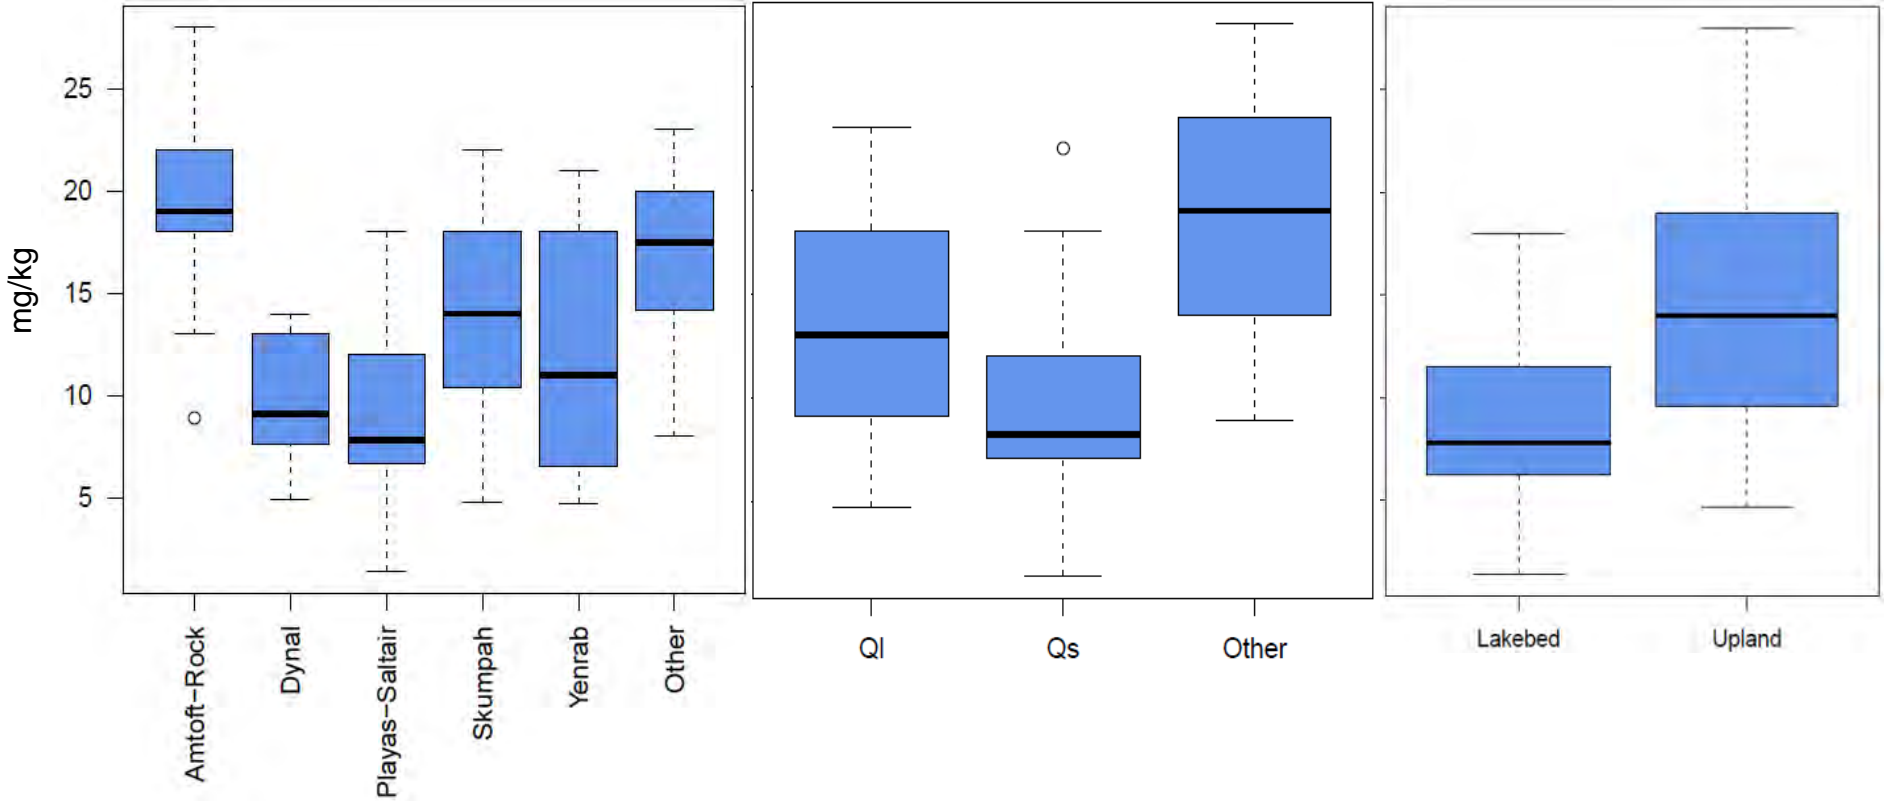 mg/kg
25
20
15
10
5
Amtoft−Rock
Dynal
Playas−Saltair
Skumpah
Yenrab
Other
Ql
Qs
Other
Lakebed
Upland